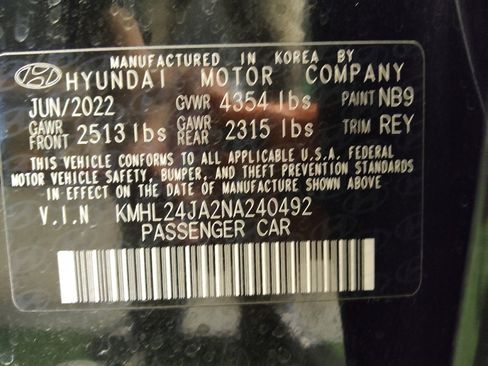 MANUFACTURED IN KOREA BY
HYUNDAI MOTOR COMPANY
JUN/2022 GVWR 4354 lbs PAINT NB9
GAWR FRONT 2513 lbs GAWR REAR 2315 lbs TRIM REY
THIS VEHICLE CONFORMS TO ALL APPLICABLE U.S.A. FEDERAL
MOTOR VEHICLE SAFETY, BUMPER, AND THEFT PREVENTION STANDARDS
IN EFFECT ON THE DATE OF MANUFACTURE SHOWN ABOVE.
V.I.N KMHL24JA2NA240492
PASSENGER CAR